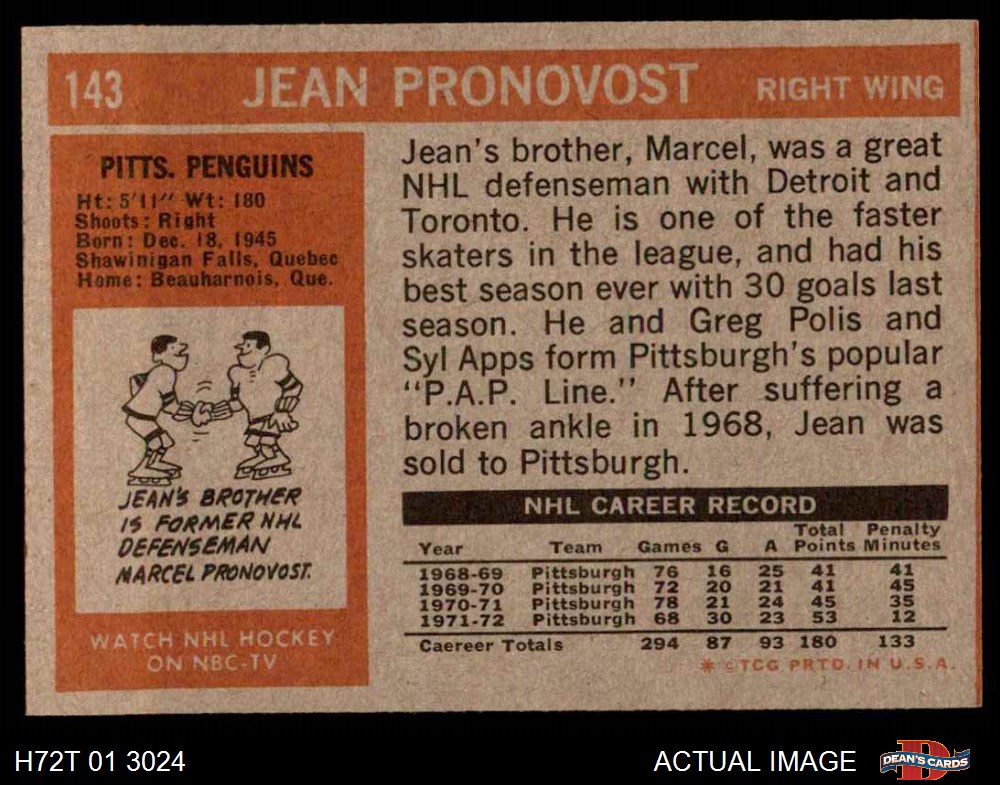 143 JEAN PRONOVOST RIGHT WING
PITTS. PENGUINS
Ht: 5'11" Wt: 180
Shoots: Right
Born: Dec. 18, 1945
Shawinigan Falls, Quebec
Home: Beauharnois, Que.
JEAN'S BROTHER
IS FORMER NHL
DEFENSEMAN
MARCEL PRONOVOST.
WATCH NHL HOCKEY
ON NBC-TV
Jean's brother, Marcel, was a great
NHL defenseman with Detroit and
Toronto. He is one of the faster
skaters in the league, and had his
best season ever with 30 goals last
season. He and Greg Polis and
Syl Apps form Pittsburgh's popular
"P.A.P. Line." After suffering a
broken ankle in 1968, Jean was
sold to Pittsburgh.
NHL CAREER RECORD
Total Penalty
Year Team Games G A Points Minutes
1968-69 Pittsburgh 76 16 25 41 41
1969-70 Pittsburgh 72 20 21 41 45
1970-71 Pittsburgh 78 21 24 45 35
1971-72 Pittsburgh 68 30 23 53 12
Caereer Totals 294 87 93 180 133
* ©TCG PRTD. IN U.S.A.
H72T 01 3024 ACTUAL IMAGE D DEAN'S CARDS